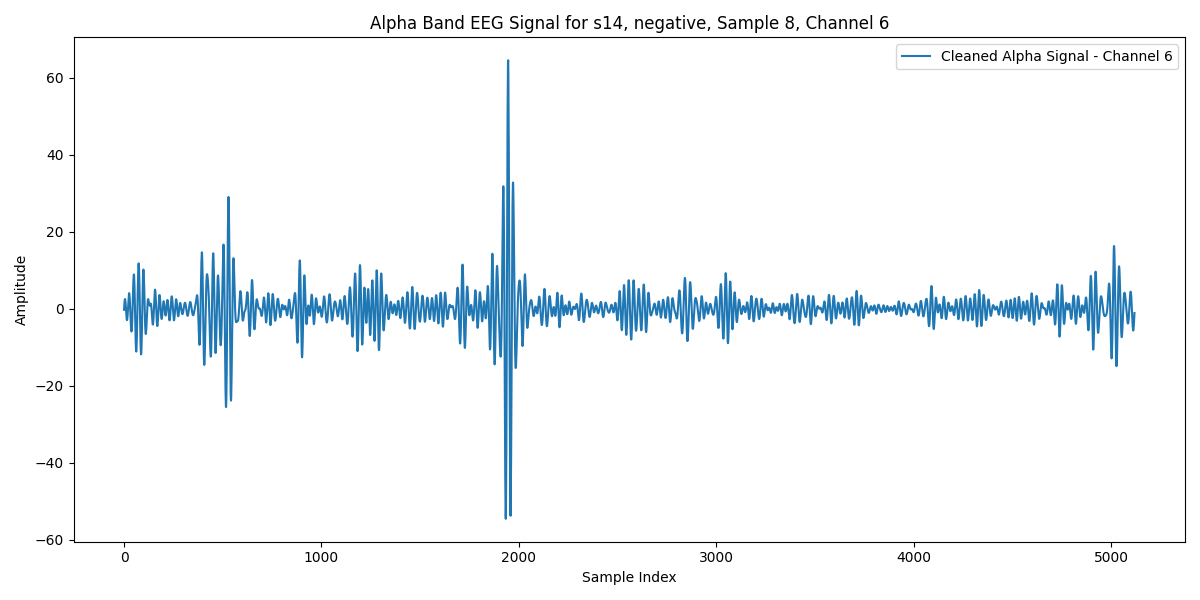 Alpha Band EEG Signal for s14, negative, Sample 8, Channel 6
Cleaned Alpha Signal - Channel 6
Amplitude
60
40
20
0
−20
−40
−60
0 1000 2000 3000 4000 5000
Sample Index